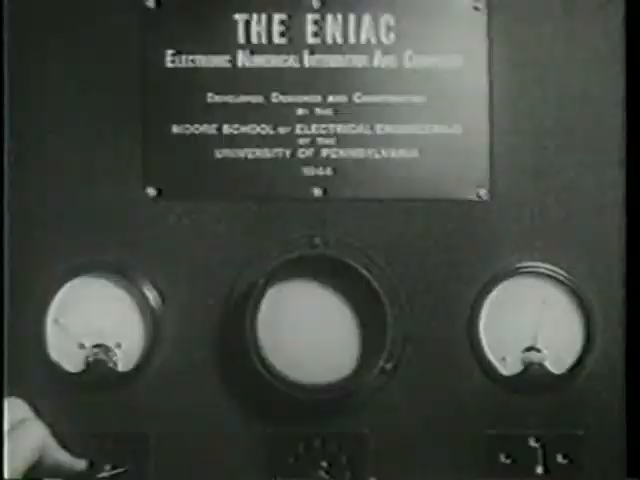 THE ENIAC
ELECTRONIC NUMERICAL INTEGRATOR AND COMPUTER
DEVELOPED, DESIGNED AND CONSTRUCTED
BY THE
MOORE SCHOOL OF ELECTRICAL ENGINEERING
OF THE
UNIVERSITY OF PENNSYLVANIA
1944